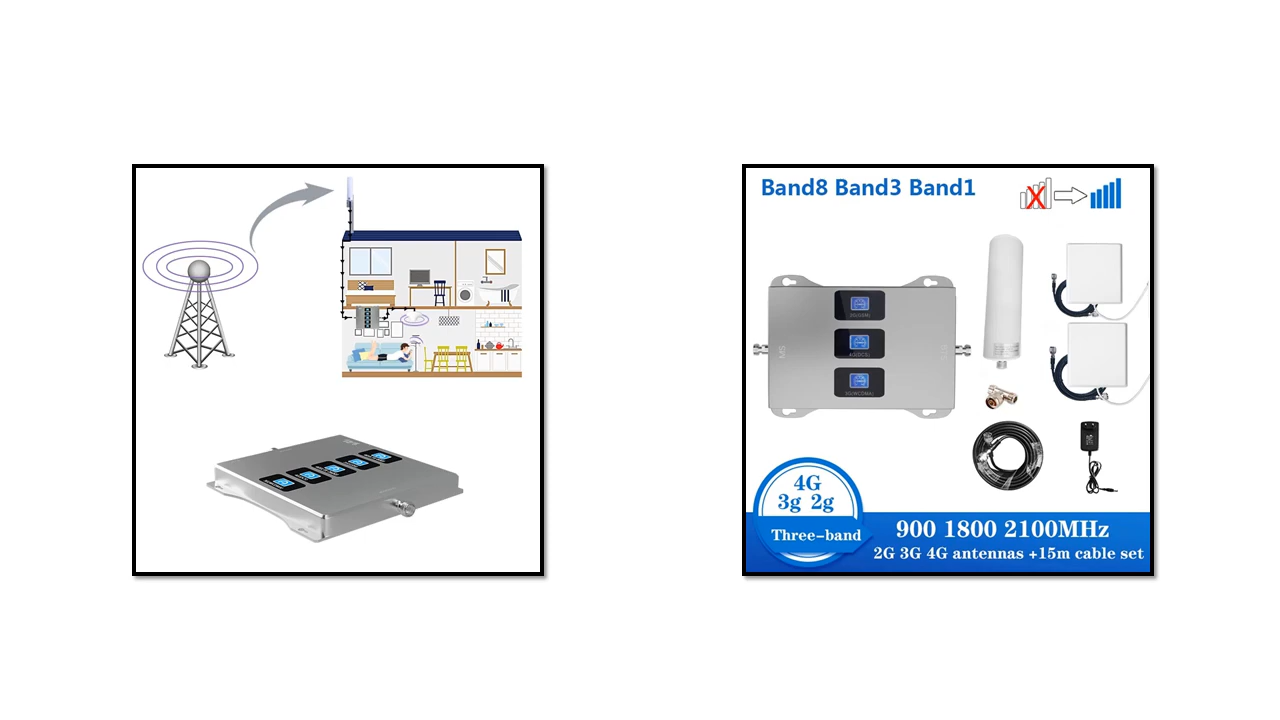 Band8 Band3 Band1
4G
3g 2g
Three-band
900 1800 2100MHz
2G 3G 4G antennas +15m cable set